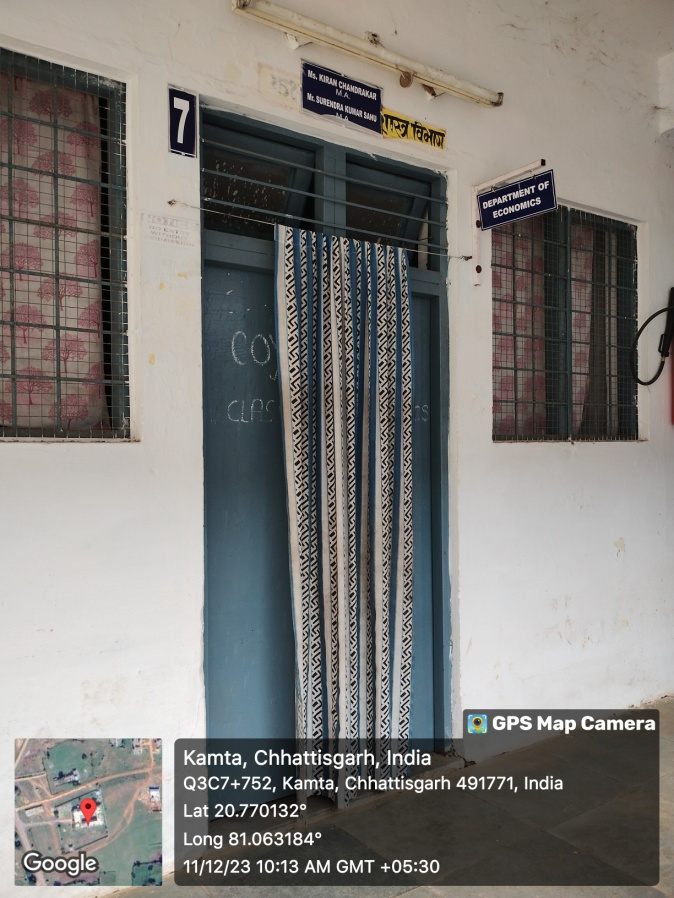 Ms. KIRAN CHANDRAKAR
M.A.
Mr. SURENDRA KUMAR SAHU
M.A.
विभाग
7
DEPARTMENT OF
ECONOMICS
CLAS
GPS Map Camera
Kamta, Chhattisgarh, India
Q3C7+752, Kamta, Chhattisgarh 491771, India
Lat 20.770132°
Long 81.063184°
11/12/23 10:13 AM GMT +05:30
Google